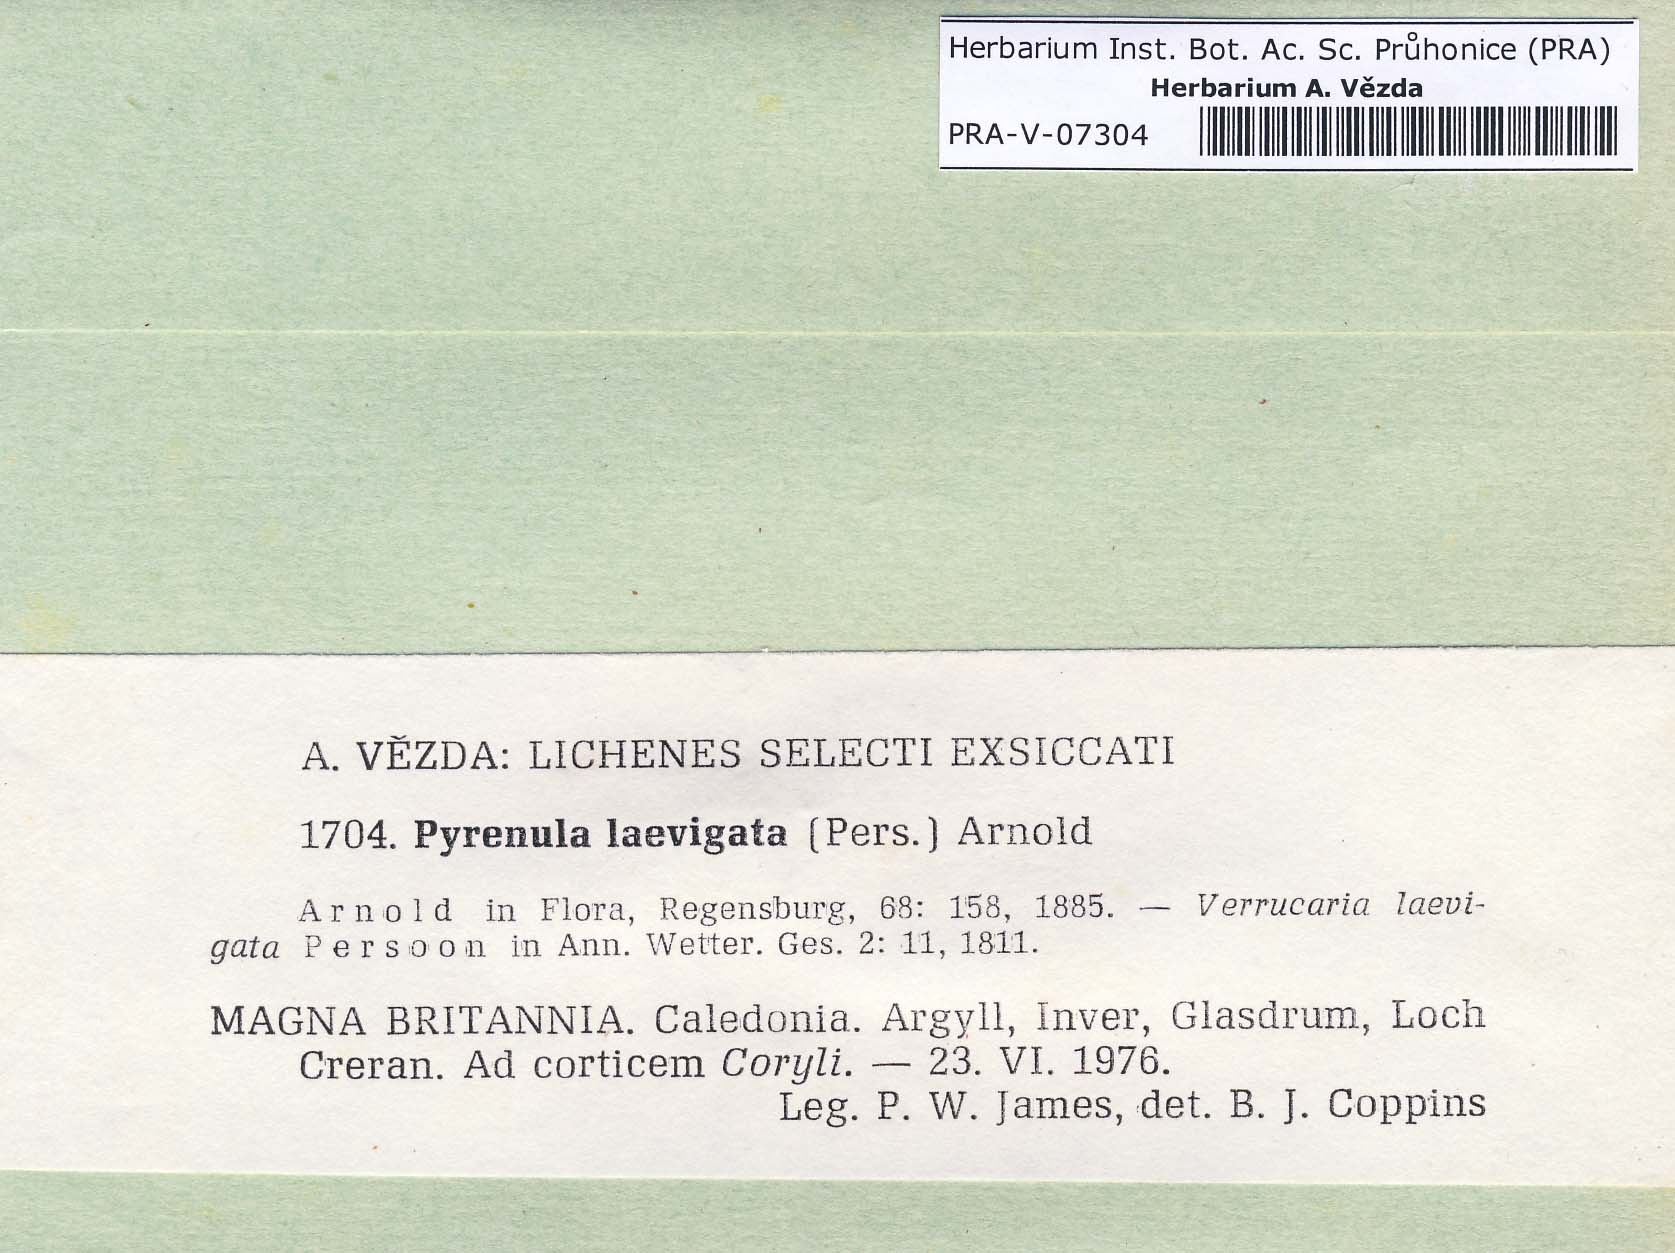 Herbarium Inst. Bot. Ac. Sc. Průhonice (PRA)
Herbarium A. Vězda
PRA-V-07304
A. VĚZDA: LICHENES SELECTI EXSICCATI
1704. Pyrenula laevigata (Pers.) Arnold
Arnold in Flora, Regensburg, 68: 158, 1885. — Verrucaria laevi-
gata Persoon in Ann. Wetter. Ges. 2: 11, 1811.
MAGNA BRITANNIA. Caledonia. Argyll, Inver, Glasdrum, Loch
Creran. Ad corticem Coryli. — 23. VI. 1976.
Leg. P. W. James, det. B. J. Coppins